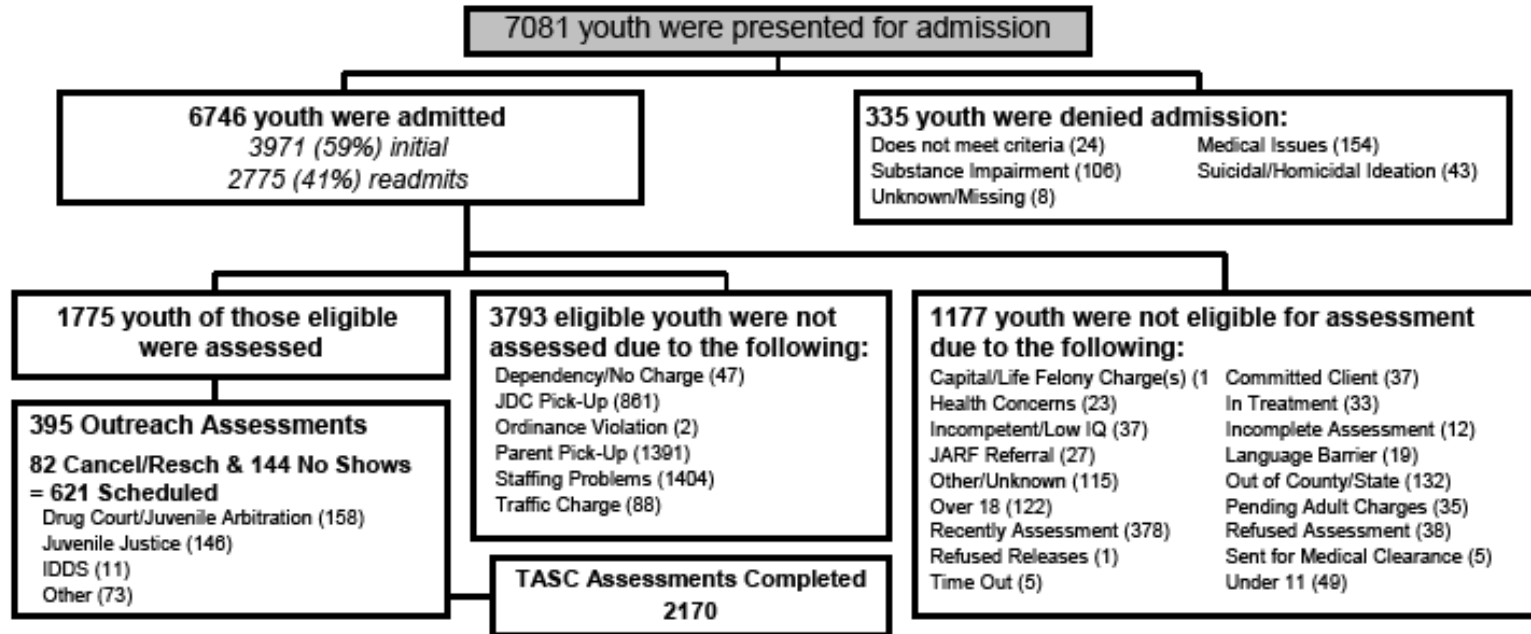 7081 youth were presented for admission
6746 youth were admitted
3971 (59%) initial
2775 (41%) readmits
335 youth were denied admission:
Does not meet criteria (24)
Medical Issues (154)
Substance Impairment (106)
Suicidal/Homicidal Ideation (43)
Unknown/Missing (8)
1775 youth of those eligible
were assessed
3793 eligible youth were not
assessed due to the following:
Dependency/No Charge (47)
JDC Pick-Up (861)
Ordinance Violation (2)
Parent Pick-Up (1391)
Staffing Problems (1404)
Traffic Charge (88)
1177 youth were not eligible for assessment
due to the following:
Capital/Life Felony Charge(s) (1
Committed Client (37)
Health Concerns (23)
In Treatment (33)
Incompetent/Low IQ (37)
Incomplete Assessment (12)
JARF Referral (27)
Language Barrier (19)
Other/Unknown (115)
Out of County/State (132)
Over 18 (122)
Pending Adult Charges (35)
Recently Assessment (378)
Refused Assessment (38)
Refused Releases (1)
Sent for Medical Clearance (5)
Time Out (5)
Under 11 (49)
395 Outreach Assessments
82 Cancel/Resch & 144 No Shows
= 621 Scheduled
Drug Court/Juvenile Arbitration (158)
Juvenile Justice (146)
IDDS (11)
Other (73)
TASC Assessments Completed
2170